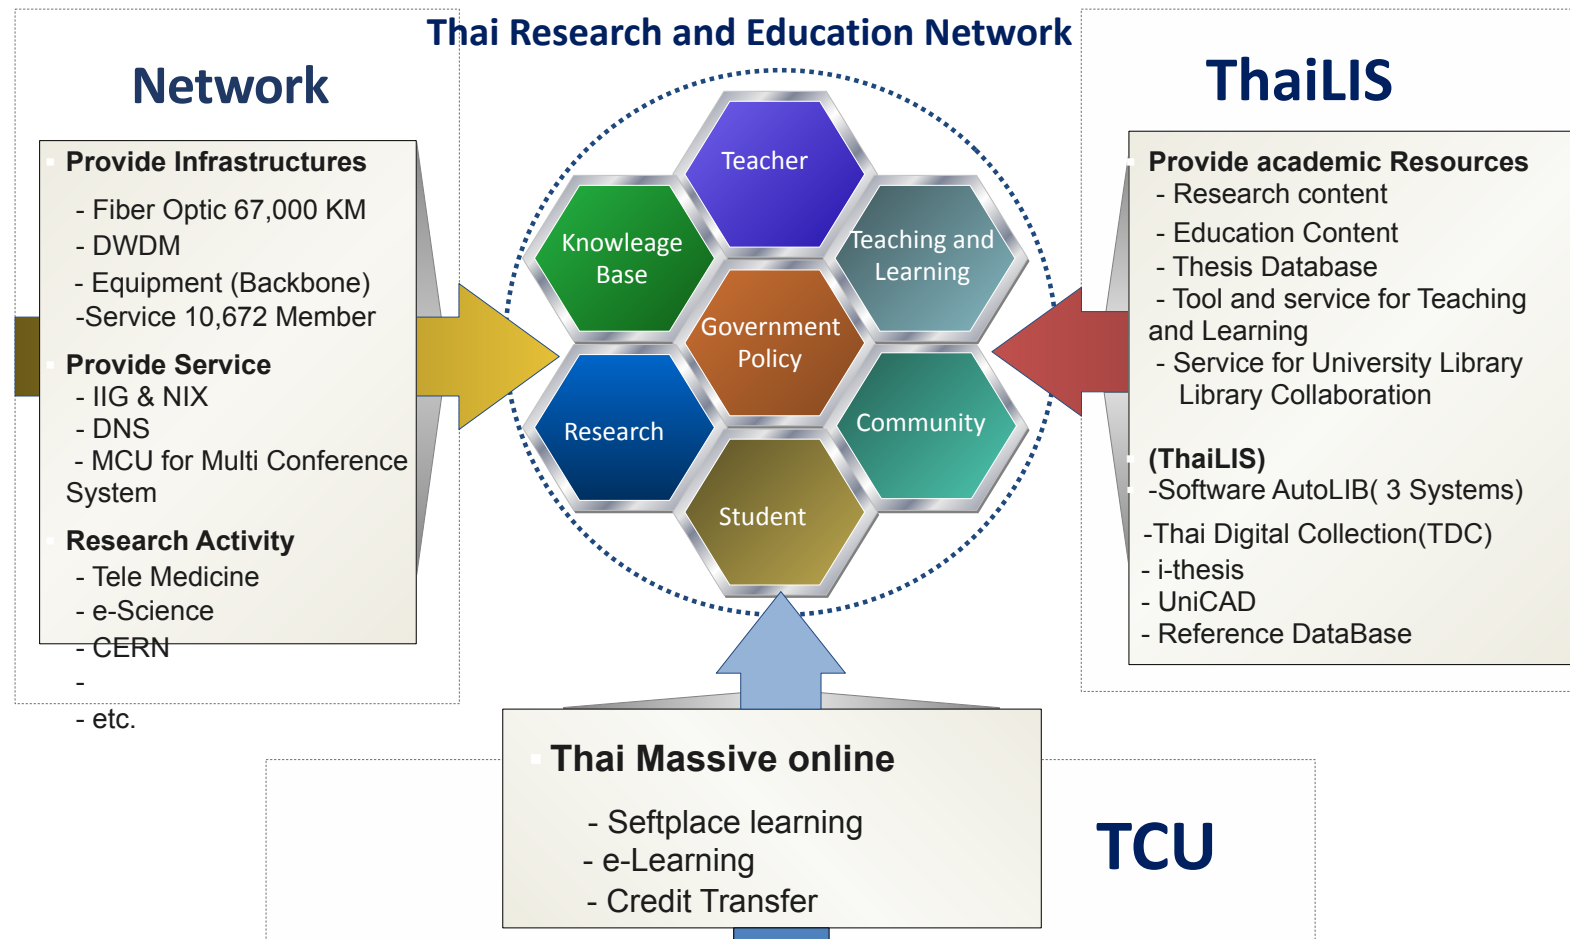 Thai Research and Education Network
Network
Provide Infrastructures
- Fiber Optic 67,000 KM
- DWDM
- Equipment (Backbone)
-Service 10,672 Member
Provide Service
- IIG & NIX
- DNS
- MCU for Multi Conference
System
Research Activity
- Tele Medicine
- e-Science
- CERN
-
- etc.
Teacher
Knowleage
Base
Teaching and
Learning
Government
Policy
Research
Community
Student
ThaiLIS
Provide academic Resources
- Research content
- Education Content
- Thesis Database
- Tool and service for Teaching
and Learning
- Service for University Library
Library Collaboration
(ThaiLIS)
-Software AutoLIB( 3 Systems)
-Thai Digital Collection(TDC)
- i-thesis
- UniCAD
- Reference DataBase
Thai Massive online
- Seftplace learning
- e-Learning
- Credit Transfer
TCU